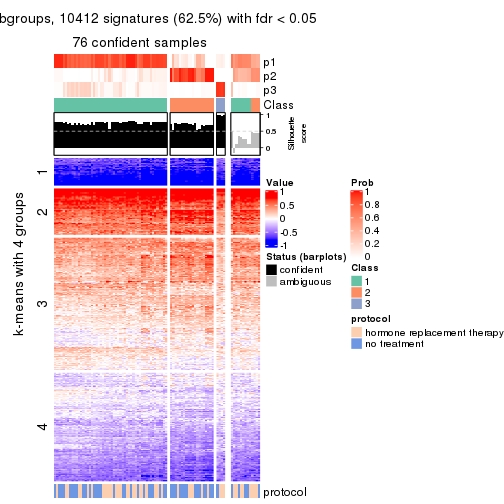 bgroups, 10412 signatures (62.5%) with fdr < 0.05
76 confident samples
p1
p2
p3
Class
1
0.5
0
Silhouette
score
k-means with 4 groups
1
2
3
4
Value
1
0.5
0
-0.5
-1
Status (barplots)
confident
ambiguous
Prob
1
0.8
0.6
0.4
0.2
0
Class
1
2
3
protocol
hormone replacement therapy
no treatment
protocol